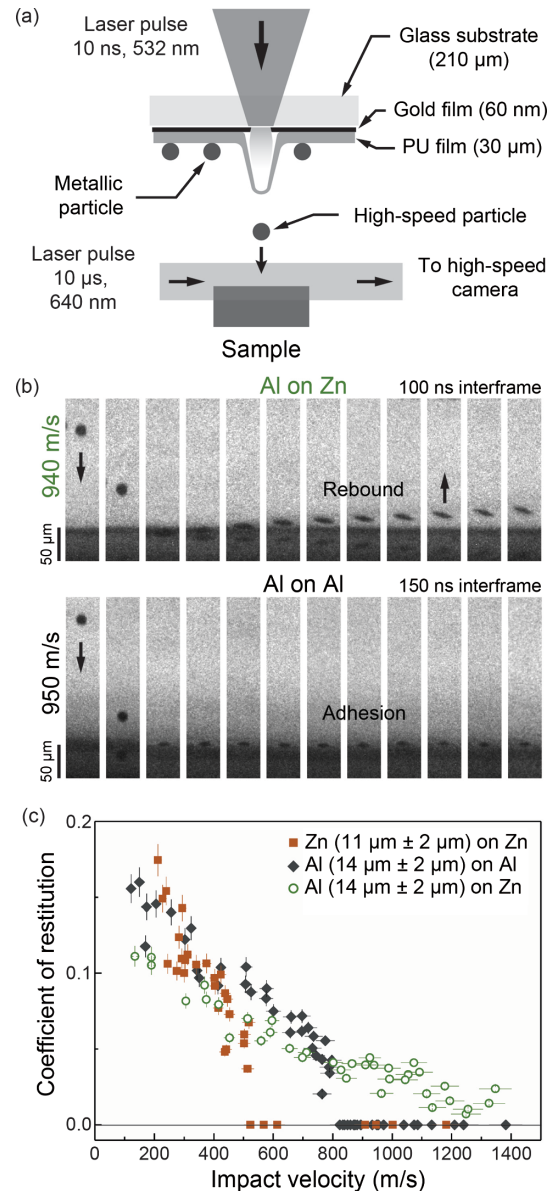 (a)
Laser pulse
10 ns, 532 nm
Glass substrate
(210 µm)
Gold film (60 nm)
PU film (30 µm)
Metallic
particle
High-speed particle
Laser pulse
10 µs,
640 nm
To high-speed
camera
Sample
(b)
Al on Zn
100 ns interframe
940 m/s
Rebound
50 µm
Al on Al
150 ns interframe
950 m/s
Adhesion
50 µm
(c)
0.2
Zn (11 µm ± 2 µm) on Zn
Al (14 µm ± 2 µm) on Al
Al (14 µm ± 2 µm) on Zn
Coefficient of restitution
0.1
0.0
0 200 400 600 800 1000 1200 1400
Impact velocity (m/s)